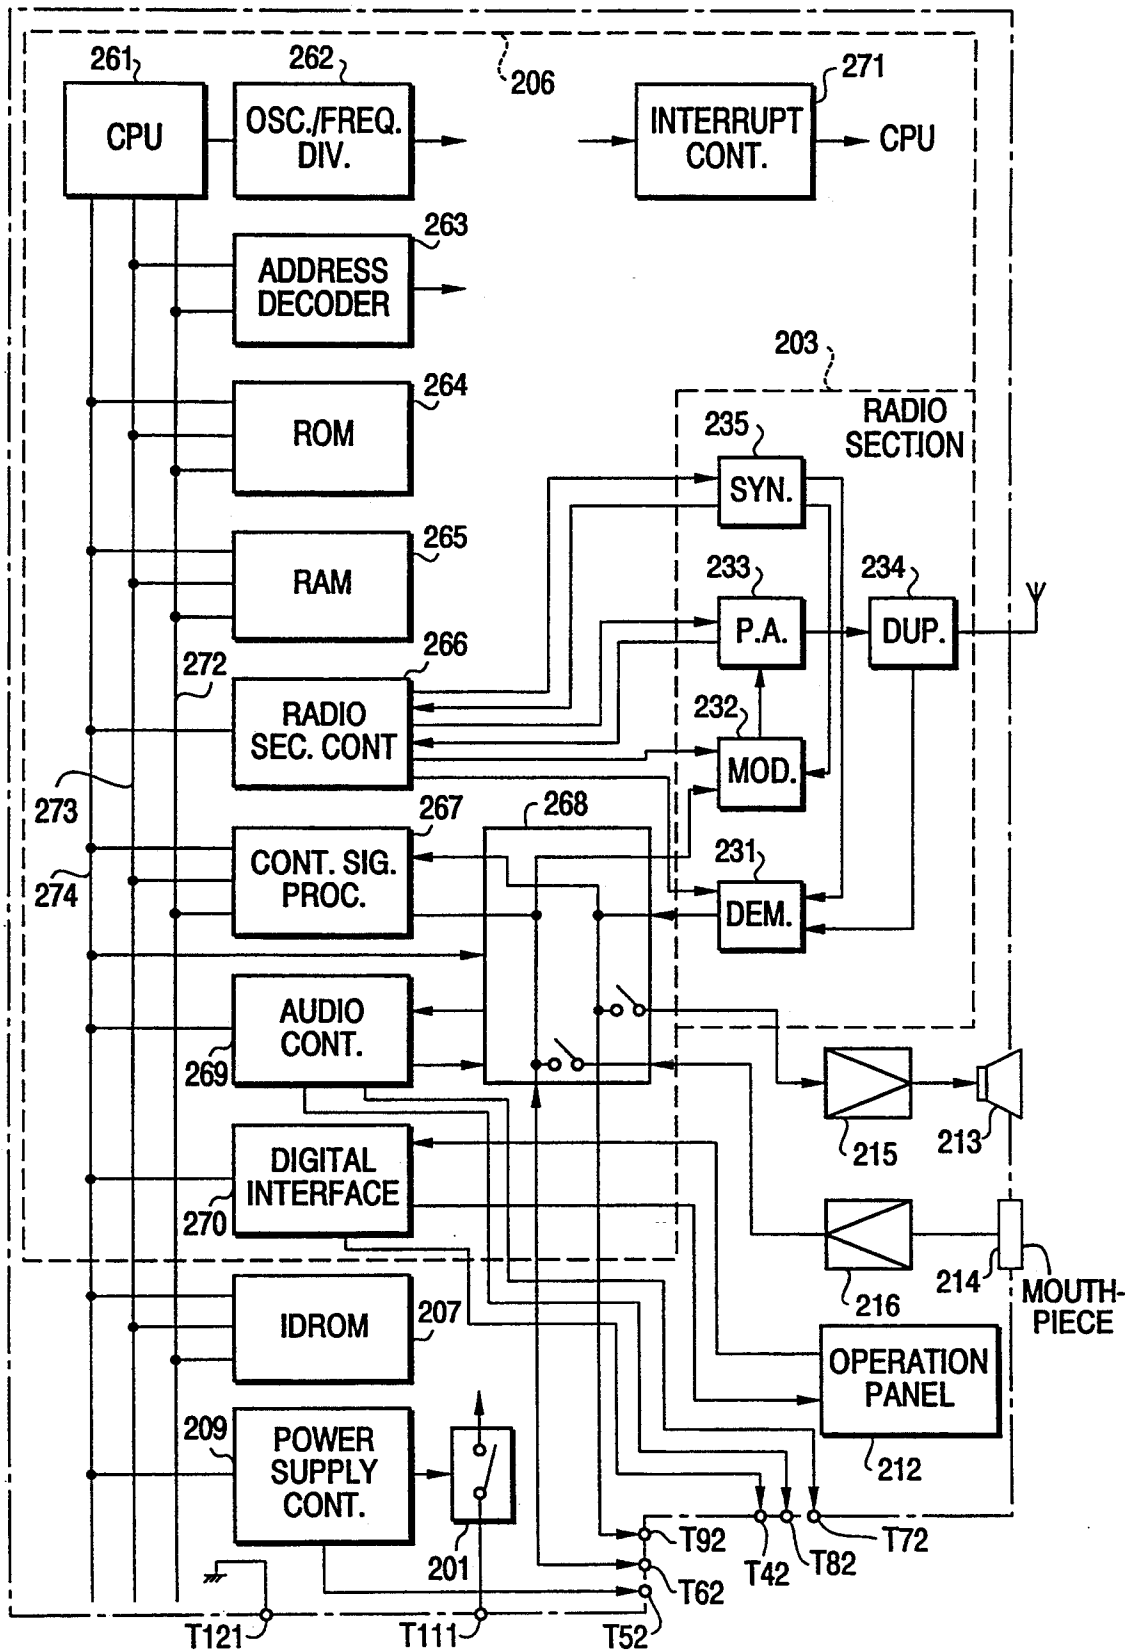 261
262
206
271
CPU
OSC./FREQ.
DIV.
INTERRUPT
CONT.
CPU
263
ADDRESS
DECODER
203
264
ROM
RADIO
SECTION
235
SYN.
265
RAM
233
P.A.
234
DUP.
272
266
RADIO
SEC. CONT
232
MOD.
273
267
268
CONT. SIG.
PROC.
274
231
DEM.
AUDIO
CONT.
269
215
213
DIGITAL
INTERFACE
270
216
214
MOUTH-
PIECE
IDROM
207
OPERATION
PANEL
212
209
POWER
SUPPLY
CONT.
201
T92
T62
T52
T42
T82
T72
T121
T111